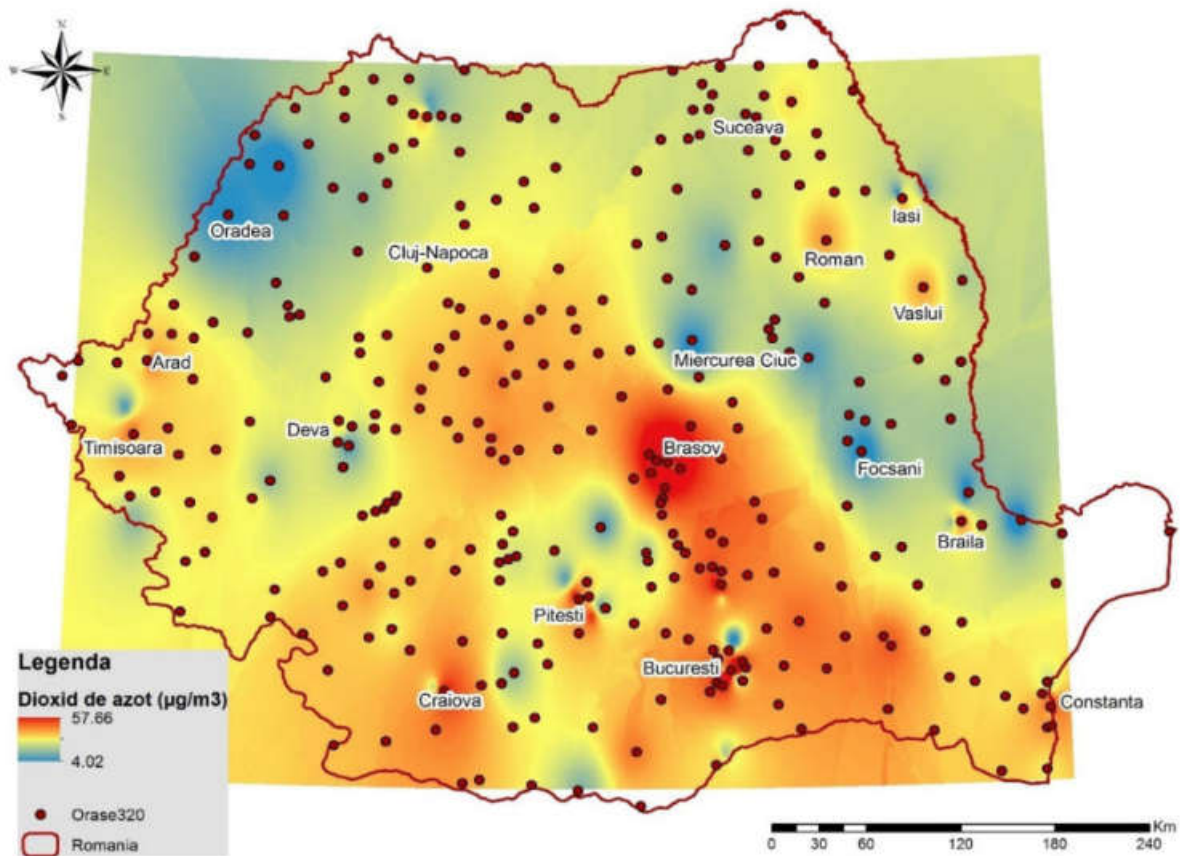 N
W
E
S
Suceava
Iasi
Oradea
Cluj-Napoca
Roman
Vaslui
Arad
Miercurea Ciuc
Timisoara
Deva
Brasov
Focsani
Braila
Pitesti
Bucuresti
Craiova
Constanta
Legenda
Dioxid de azot (µg/m3)
57.66
4.02
Orase320
Romania
Km
0 30 60 120 180 240